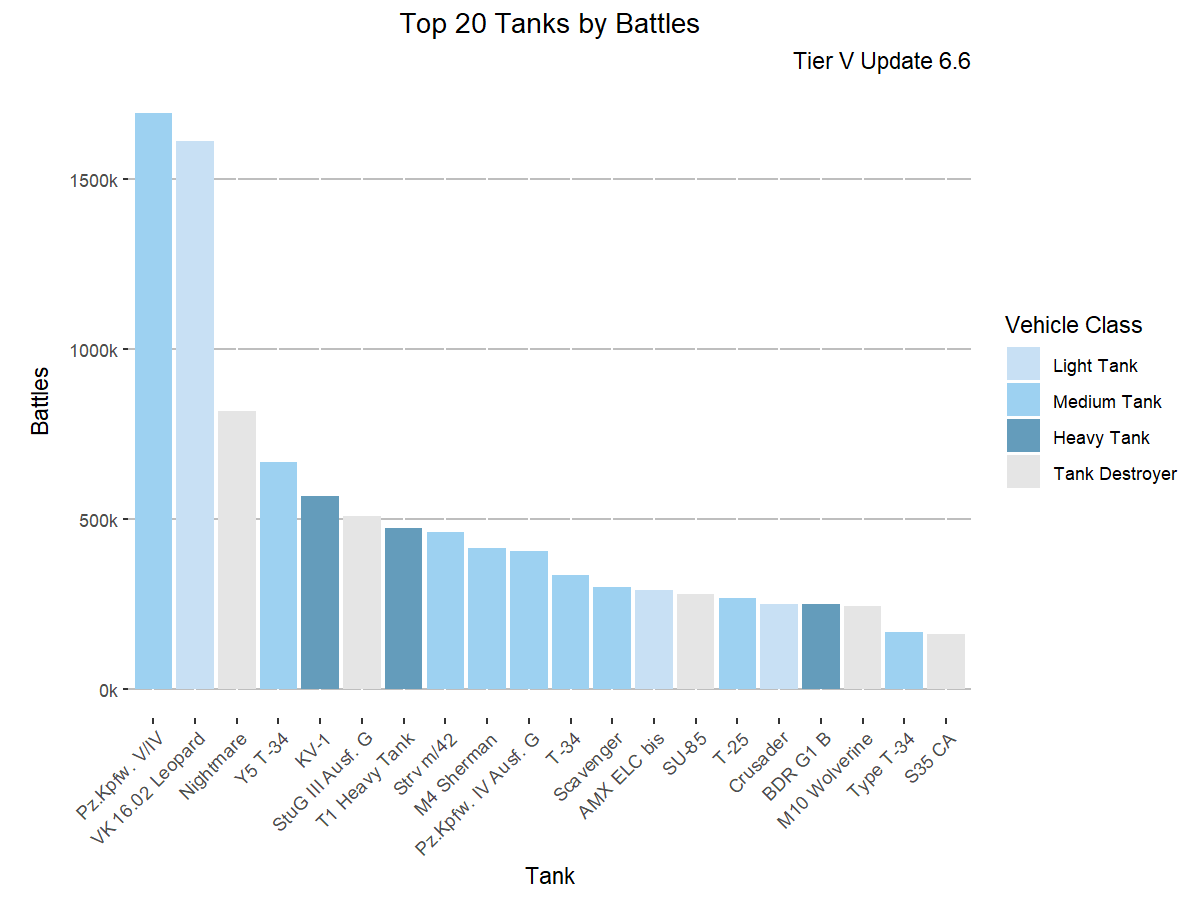 Top 20 Tanks by Battles
Tier V Update 6.6
Battles
1500k
1000k
500k
0k
Pz.Kpfw. V/IV
VK 16.02 Leopard
Nightmare
Y5 T-34
KV-1
StuG III Ausf. G
T1 Heavy Tank
Strv m/42
M4 Sherman
Pz.Kpfw. IV Ausf. G
T-34
Scavenger
AMX ELC bis
SU-85
T-25
Crusader
BDR G1 B
M10 Wolverine
Type T-34
S35 CA
Tank
Vehicle Class
Light Tank
Medium Tank
Heavy Tank
Tank Destroyer